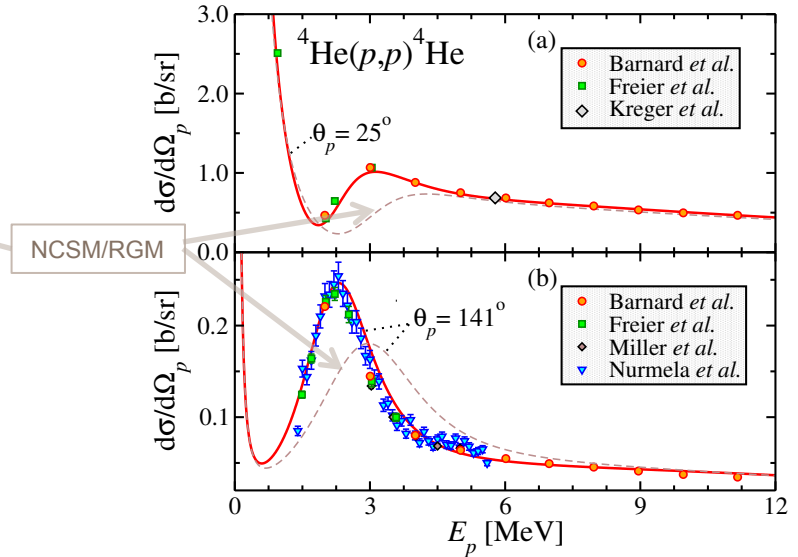 ⁴He(p,p)⁴He
(a)
Barnard et al.
Freier et al.
Kreger et al.
θp = 25°
dσ/dΩp [b/sr]
3.0
2.0
1.0
0.0
NCSM/RGM
(b)
Barnard et al.
Freier et al.
Miller et al.
Nurmela et al.
θp = 141°
dσ/dΩp [b/sr]
0.2
0.1
0 3 6 9 12
Ep [MeV]